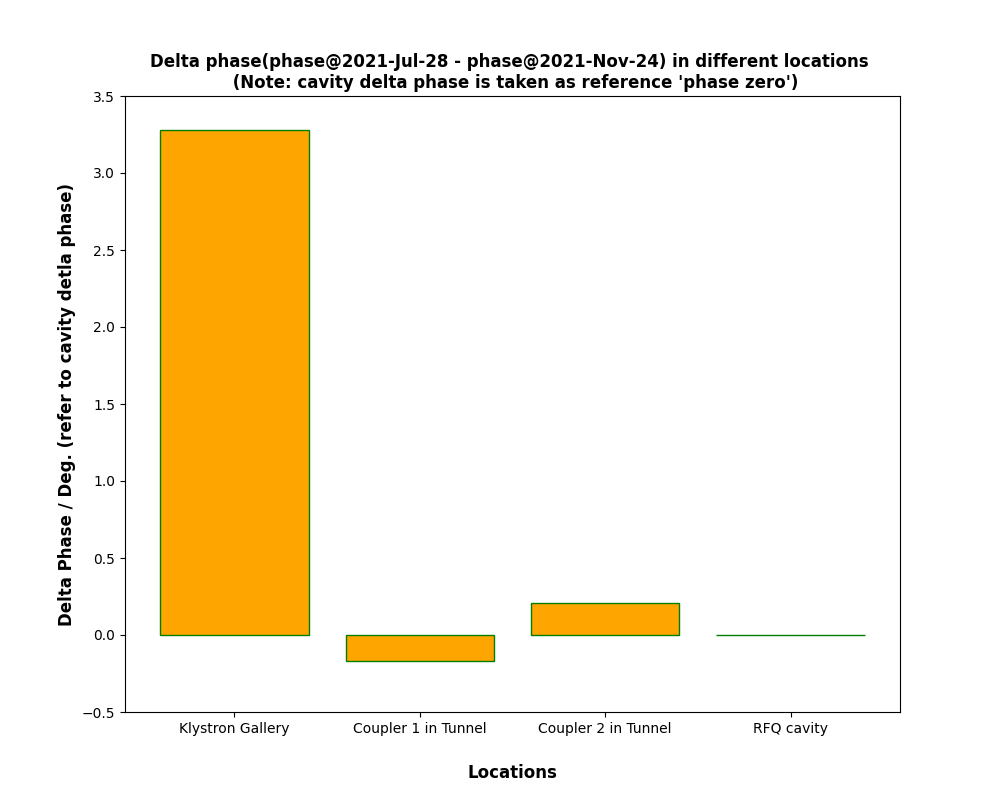 Delta phase(phase@2021-Jul-28 - phase@2021-Nov-24) in different locations
(Note: cavity delta phase is taken as reference 'phase zero')
Delta Phase / Deg. (refer to cavity detla phase)
3.5
3.0
2.5
2.0
1.5
1.0
0.5
0.0
−0.5
Klystron Gallery Coupler 1 in Tunnel Coupler 2 in Tunnel RFQ cavity
Locations